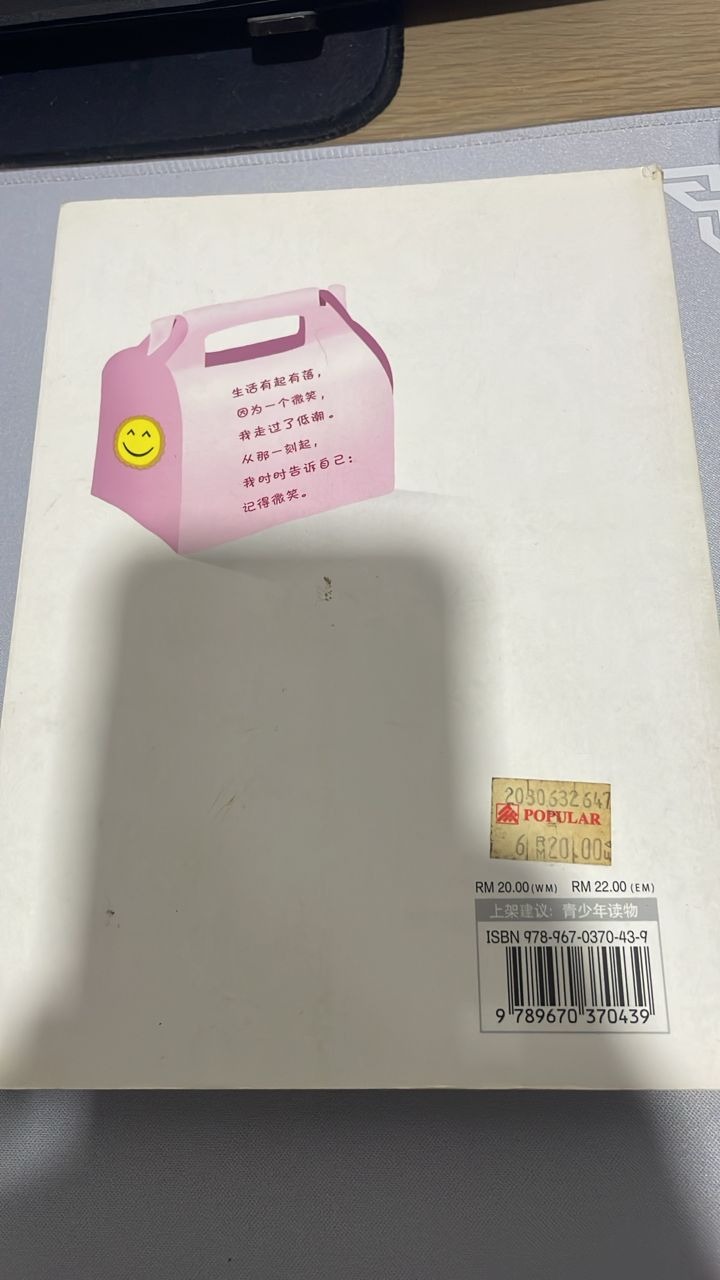 生活有起有落，
因为一个微笑，
我走过了低潮。
从那一刻起，
我时时告诉自己：
记得微笑。
2030632647
POPULAR
6 RM20.00
RM 20.00 (WM) RM 22.00 (EM)
上架建议：青少年读物
ISBN 978-967-0370-43-9
9 789670 370439